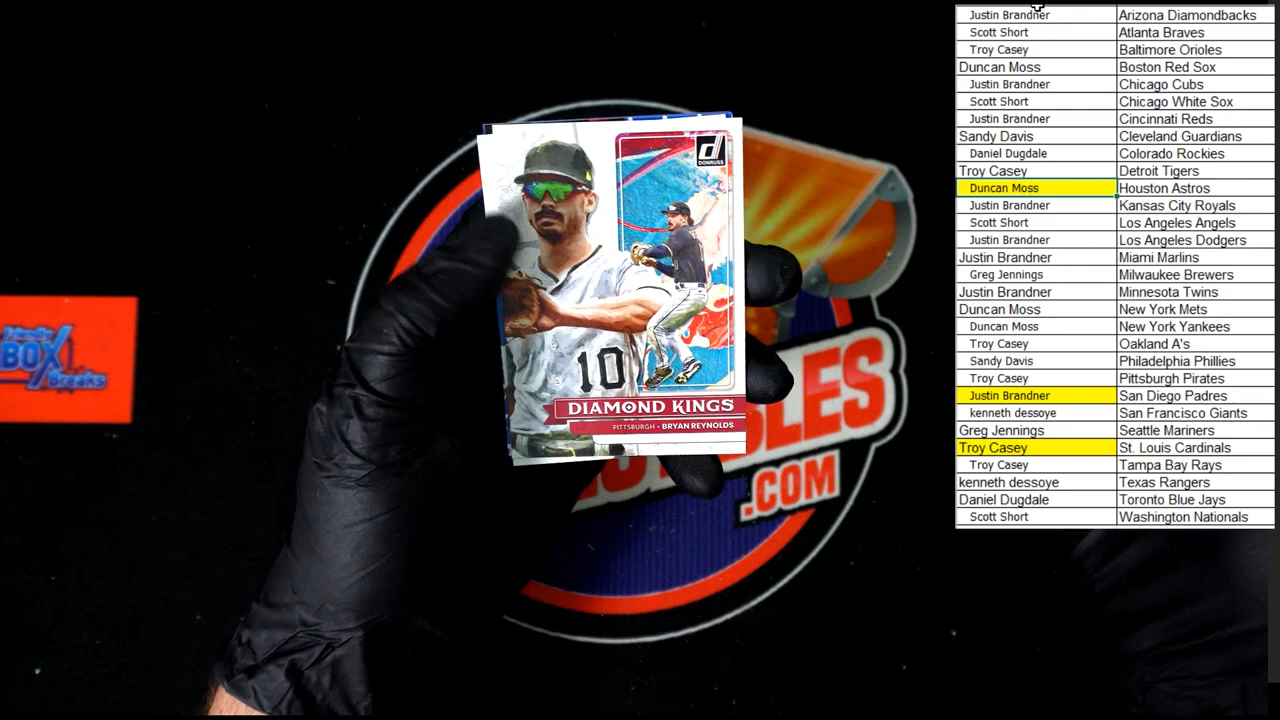 Friendly
BOX
Breaks
DONRUSS
10
DIAMOND KINGS
PITTSBURGH • BRYAN REYNOLDS
BLES
.COM
Justin Brandner Arizona Diamondbacks
Scott Short Atlanta Braves
Troy Casey Baltimore Orioles
Duncan Moss Boston Red Sox
Justin Brandner Chicago Cubs
Scott Short Chicago White Sox
Justin Brandner Cincinnati Reds
Sandy Davis Cleveland Guardians
Daniel Dugdale Colorado Rockies
Troy Casey Detroit Tigers
Duncan Moss Houston Astros
Justin Brandner Kansas City Royals
Scott Short Los Angeles Angels
Justin Brandner Los Angeles Dodgers
Justin Brandner Miami Marlins
Greg Jennings Milwaukee Brewers
Justin Brandner Minnesota Twins
Duncan Moss New York Mets
Duncan Moss New York Yankees
Troy Casey Oakland A's
Sandy Davis Philadelphia Phillies
Troy Casey Pittsburgh Pirates
Justin Brandner San Diego Padres
kenneth dessoye San Francisco Giants
Greg Jennings Seattle Mariners
Troy Casey St. Louis Cardinals
Troy Casey Tampa Bay Rays
kenneth dessoye Texas Rangers
Daniel Dugdale Toronto Blue Jays
Scott Short Washington Nationals